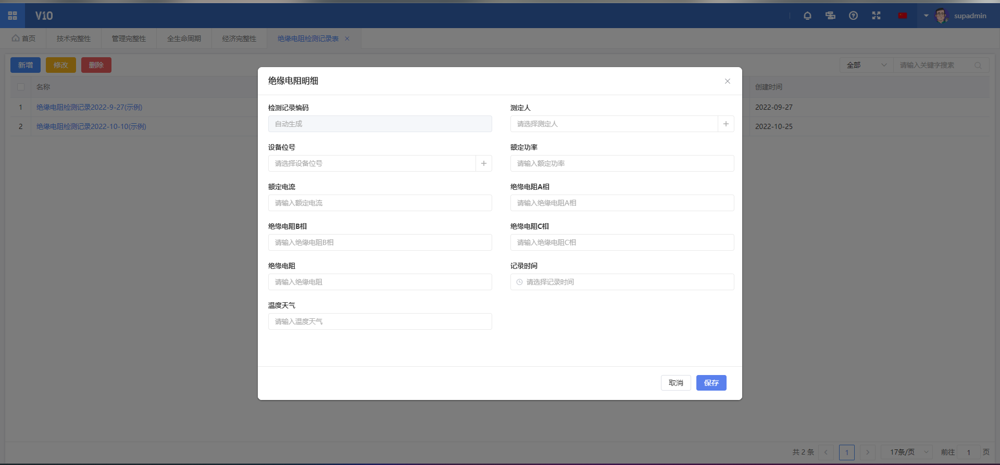 V10
supadmin
首页
技术完整性
管理完整性
全生命周期
经济完整性
绝缘电阻检测记录表
新增
修改
删除
全部
请输入关键字搜索
名称
创建时间
1
绝缘电阻检测记录2022-9-27(示例)
2022-09-27
2
绝缘电阻检测记录2022-10-10(示例)
2022-10-25
绝缘电阻明细
检测记录编码
测定人
自动生成
请选择测定人
设备位号
额定功率
请选择设备位号
请输入额定功率
额定电流
绝缘电阻A相
请输入额定电流
请输入绝缘电阻A相
绝缘电阻B相
绝缘电阻C相
请输入绝缘电阻B相
请输入绝缘电阻C相
绝缘电阻
记录时间
请输入绝缘电阻
请选择记录时间
温度天气
请输入温度天气
取消
保存
共 2 条
1
17条/页
前往
1
页